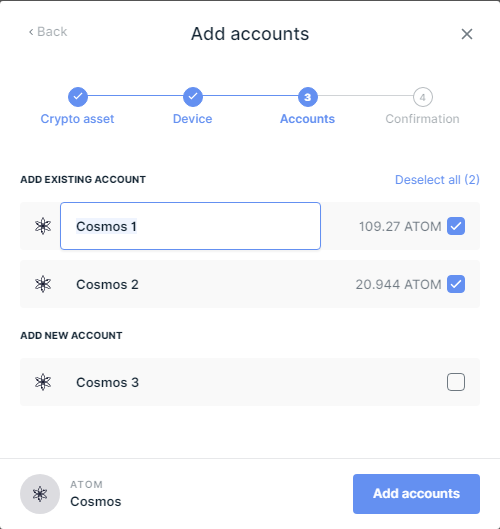 ‹ Back
Add accounts
3
4
Crypto asset
Device
Accounts
Confirmation
ADD EXISTING ACCOUNT
Deselect all (2)
Cosmos 1
109.27 ATOM
Cosmos 2
20.944 ATOM
ADD NEW ACCOUNT
Cosmos 3
ATOM
Cosmos
Add accounts